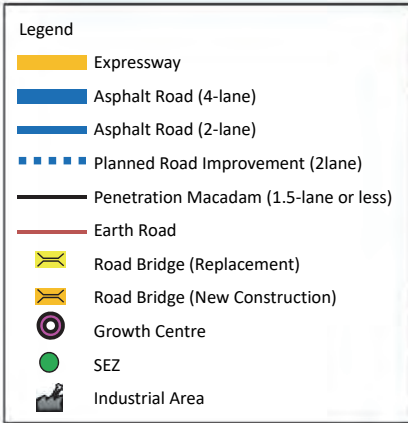 Legend
Expressway
Asphalt Road (4-lane)
Asphalt Road (2-lane)
Planned Road Improvement (2lane)
Penetration Macadam (1.5-lane or less)
Earth Road
Road Bridge (Replacement)
Road Bridge (New Construction)
Growth Centre
SEZ
Industrial Area